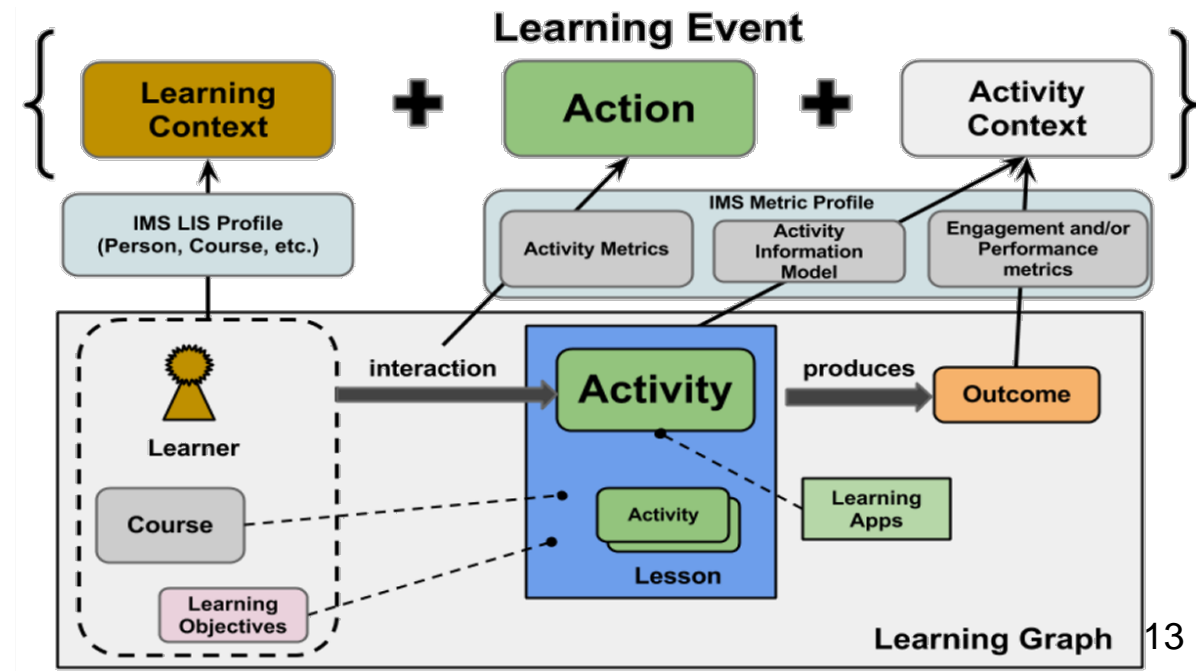 Learning Event
Learning
Context
Action
Activity
Context
IMS LIS Profile
(Person, Course, etc.)
IMS Metric Profile
Activity Metrics
Activity
Information
Model
Engagement and/or
Performance
metrics
Learner
Course
Learning
Objectives
interaction
Activity
Activity
Lesson
produces
Outcome
Learning
Apps
Learning Graph
13